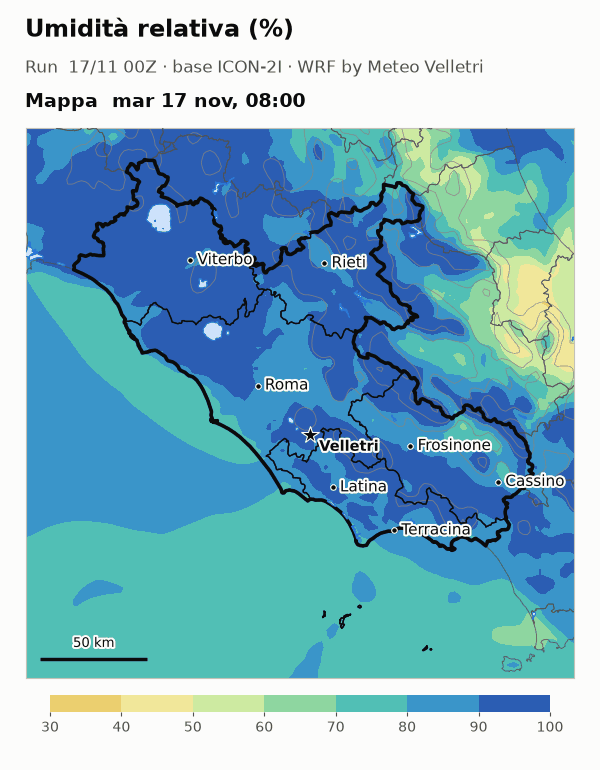 Umidità relativa (%)
Run  17/11 00Z · base ICON-2I · WRF by Meteo Velletri
Mappa  mar 17 nov, 08:00
Viterbo
Rieti
Roma
Velletri
Frosinone
Latina
Cassino
Terracina
50 km
30 40 50 60 70 80 90 100